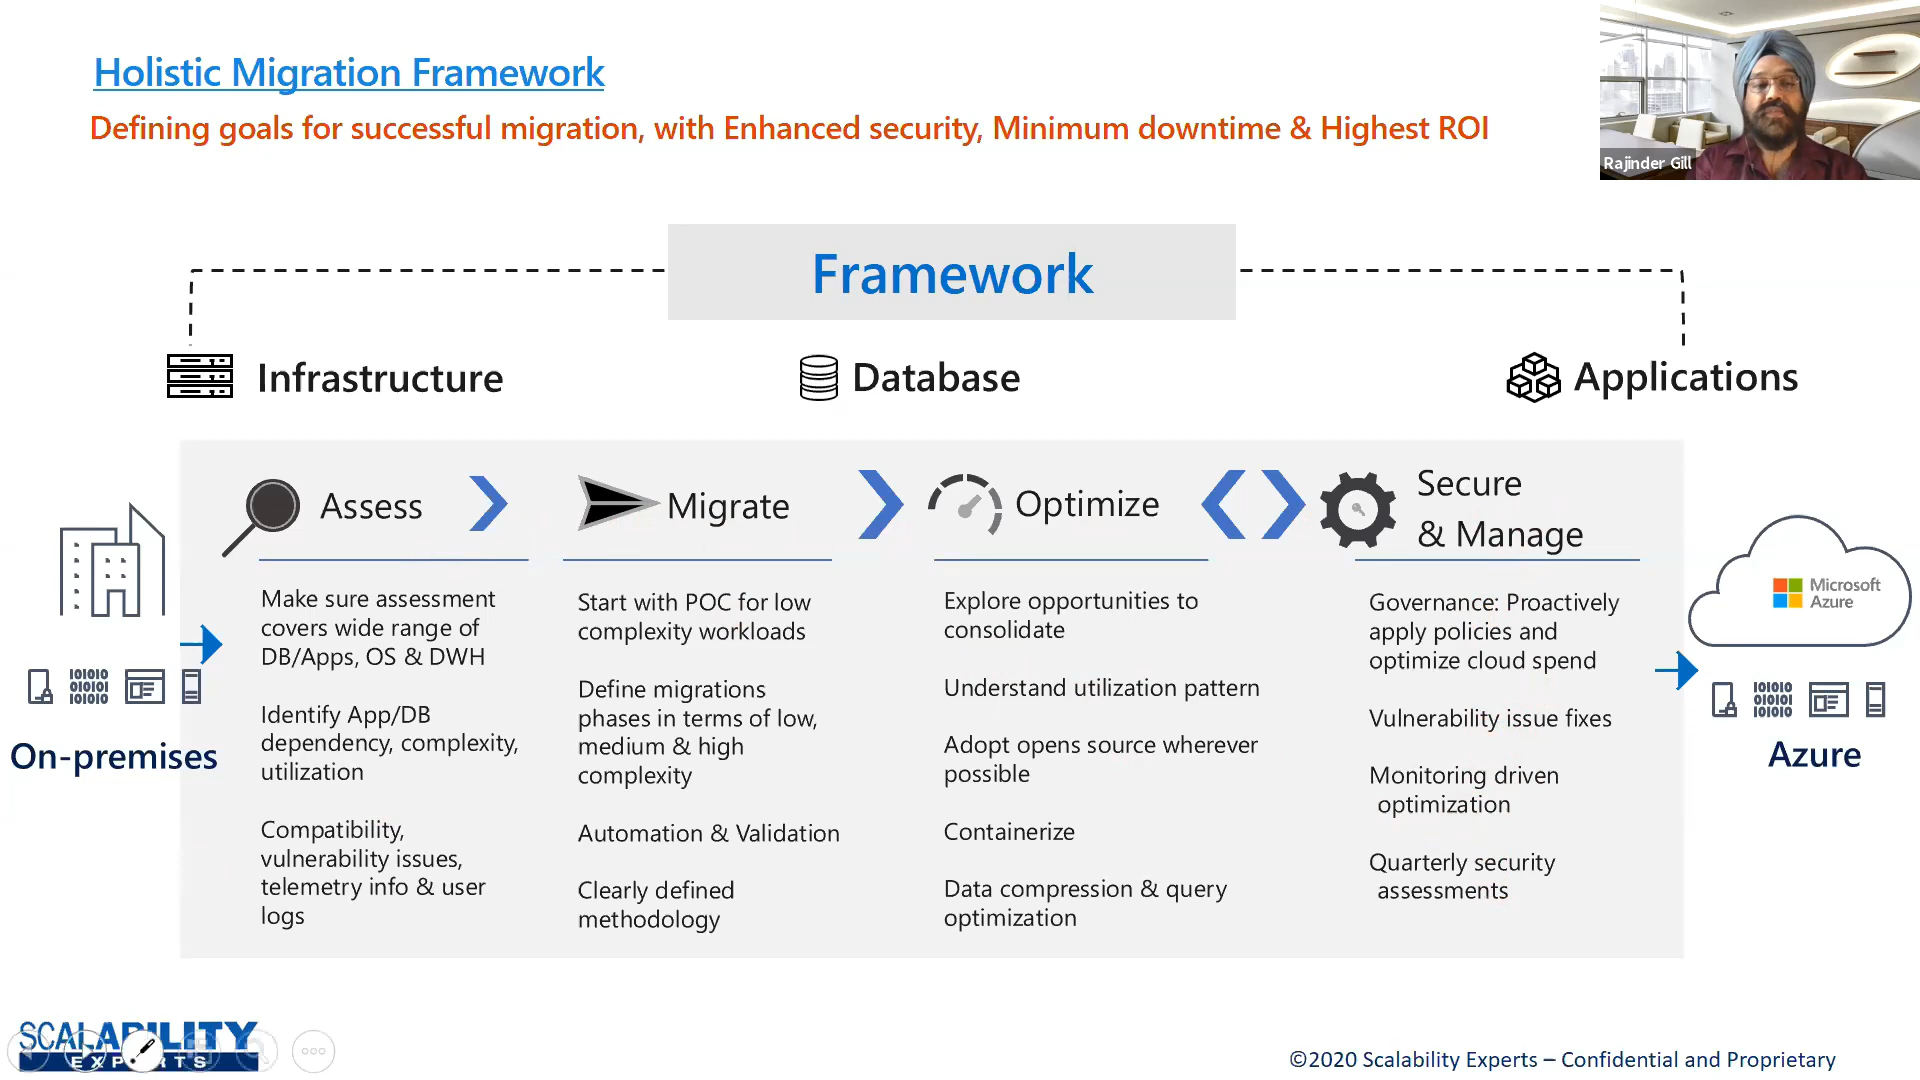 Holistic Migration Framework
Defining goals for successful migration, with Enhanced security, Minimum downtime & Highest ROI
Rajinder Gill
Framework
Infrastructure
Database
Applications
Assess
Make sure assessment
covers wide range of
DB/Apps, OS & DWH
Identify App/DB
dependency, complexity,
utilization
Compatibility,
vulnerability issues,
telemetry info & user
logs
Migrate
Start with POC for low
complexity workloads
Define migrations
phases in terms of low,
medium & high
complexity
Automation & Validation
Clearly defined
methodology
Optimize
Explore opportunities to
consolidate
Understand utilization pattern
Adopt opens source wherever
possible
Containerize
Data compression & query
optimization
Secure
& Manage
Governance: Proactively
apply policies and
optimize cloud spend
Vulnerability issue fixes
Monitoring driven
optimization
Quarterly security
assessments
On-premises
Microsoft
Azure
Azure
SCALABILITY
EXPERTS
©2020 Scalability Experts – Confidential and Proprietary